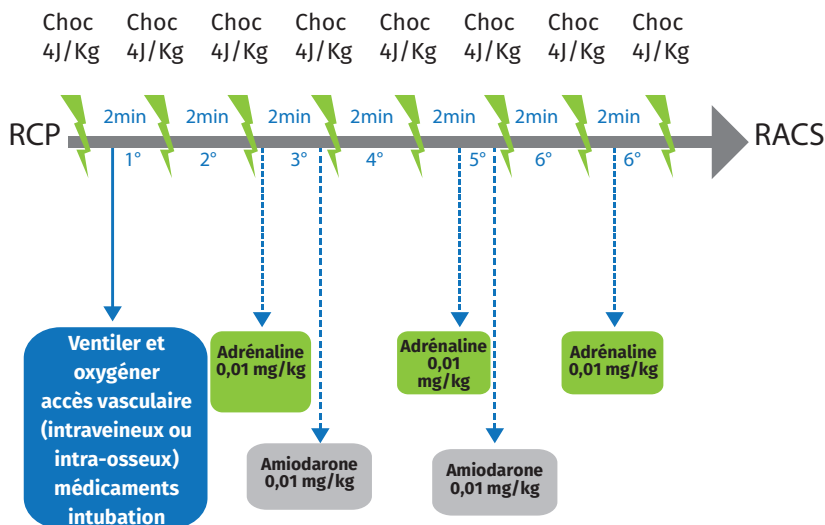 Choc
4J/Kg
Choc
4J/Kg
Choc
4J/Kg
Choc
4J/Kg
Choc
4J/Kg
Choc
4J/Kg
Choc
4J/Kg
Choc
4J/Kg
2min
2min
2min
2min
2min
2min
2min
RCP
RACS
1°
2°
3°
4°
5°
6°
6°
Ventiler et
oxygéner
accès vasculaire
(intraveineux ou
intra-osseux)
médicaments
intubation
Adrénaline
0,01 mg/kg
Adrénaline
0,01
mg/kg
Adrénaline
0,01 mg/kg
Amiodarone
0,01 mg/kg
Amiodarone
0,01 mg/kg